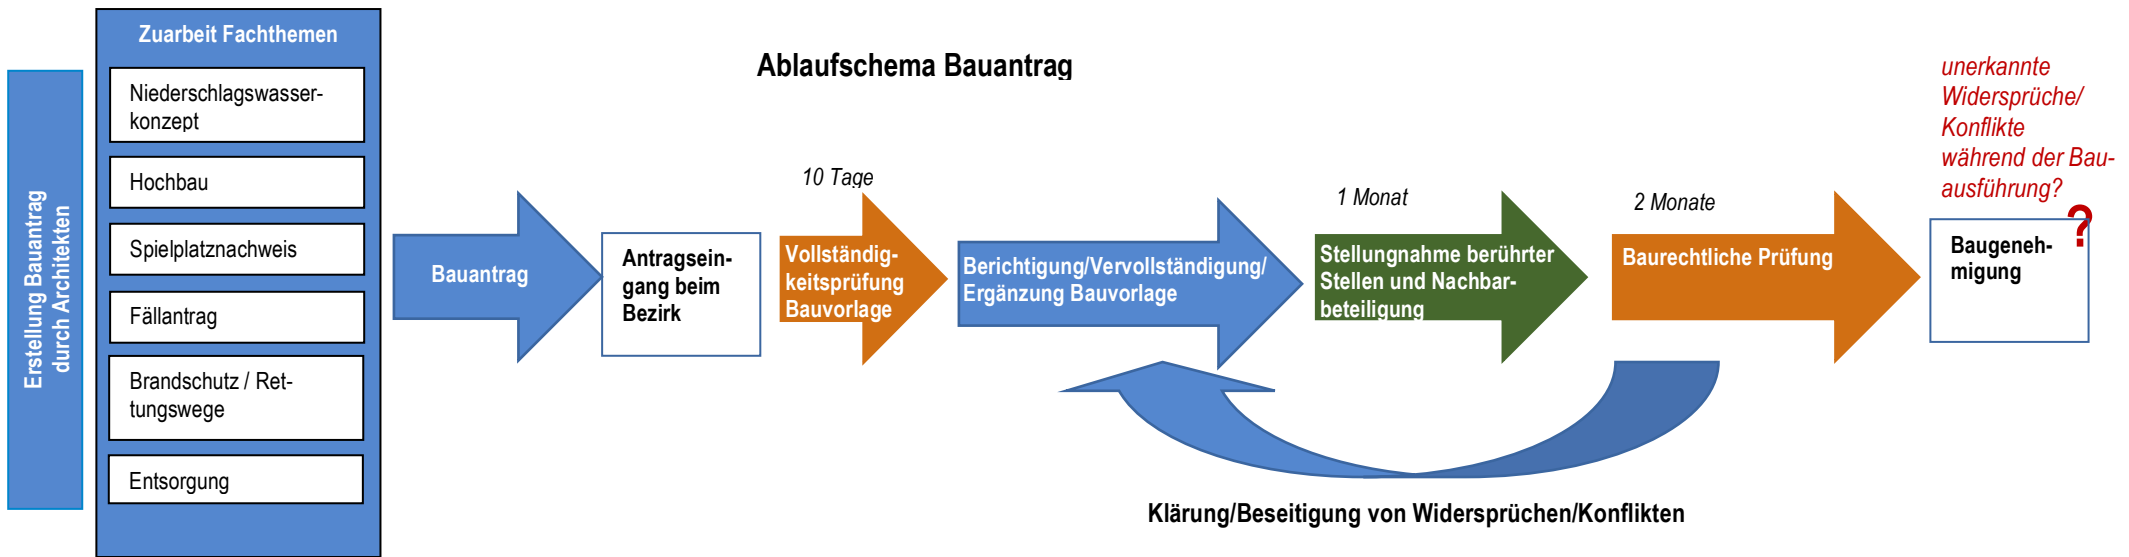 Ablaufschema Bauantrag
Erstellung Bauantrag
durch Architekten
Zuarbeit Fachthemen
Niederschlagswasser-
konzept
Hochbau
Spielplatznachweis
Fällantrag
Brandschutz / Ret-
tungswege
Entsorgung
Bauantrag
Antragsein-
gang beim
Bezirk
10 Tage
Vollständig-
keitsprüfung
Bauvorlage
Berichtigung/Vervollständigung/
Ergänzung Bauvorlage
1 Monat
Stellungnahme berührter
Stellen und Nachbar-
beteiligung
2 Monate
Baurechtliche Prüfung
unerkannte
Widersprüche/
Konflikte
während der Bau-
ausführung?
?
Baugeneh-
migung
Klärung/Beseitigung von Widersprüchen/Konflikten